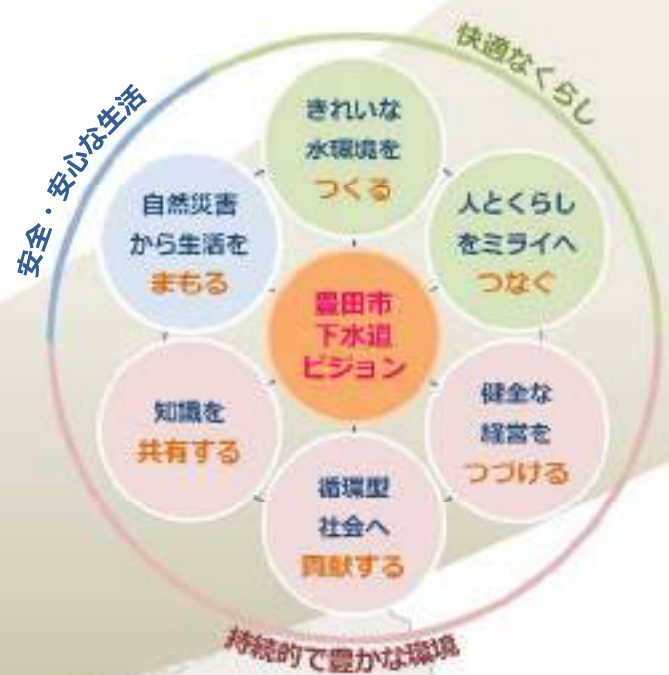 快適なくらし
安全・安心な生活
きれいな
水環境を
つくる
自然災害
から生活を
まもる
人とくらし
をミライへ
つなぐ
豊田市
下水道
ビジョン
知識を
共有する
健全な
経営を
つづける
循環型
社会へ
貢献する
持続的で豊かな環境